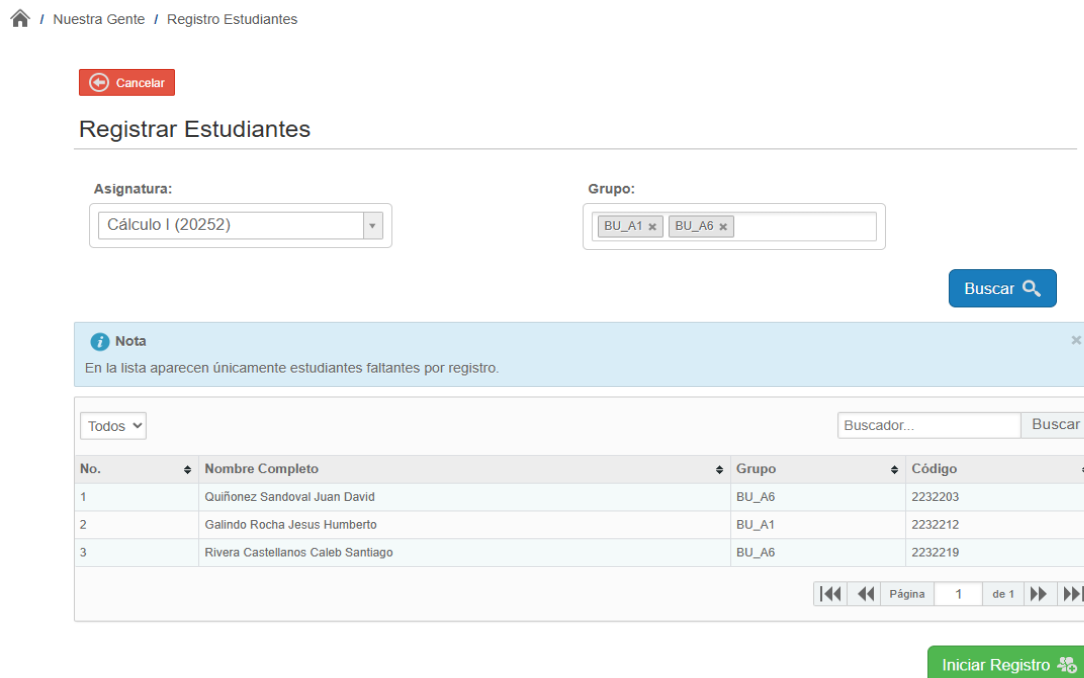 / Nuestra Gente / Registro Estudiantes
Cancelar
Registrar Estudiantes
Asignatura: Grupo:
Cálculo I (20252) BU_A1 × BU_A6 ×
Buscar
i Nota ×
En la lista aparecen únicamente estudiantes faltantes por registro.
Todos Buscador... Buscar
No. Nombre Completo Grupo Código
1 Quiñonez Sandoval Juan David BU_A6 2232203
2 Galindo Rocha Jesus Humberto BU_A1 2232212
3 Rivera Castellanos Caleb Santiago BU_A6 2232219
Página 1 de 1
Iniciar Registro